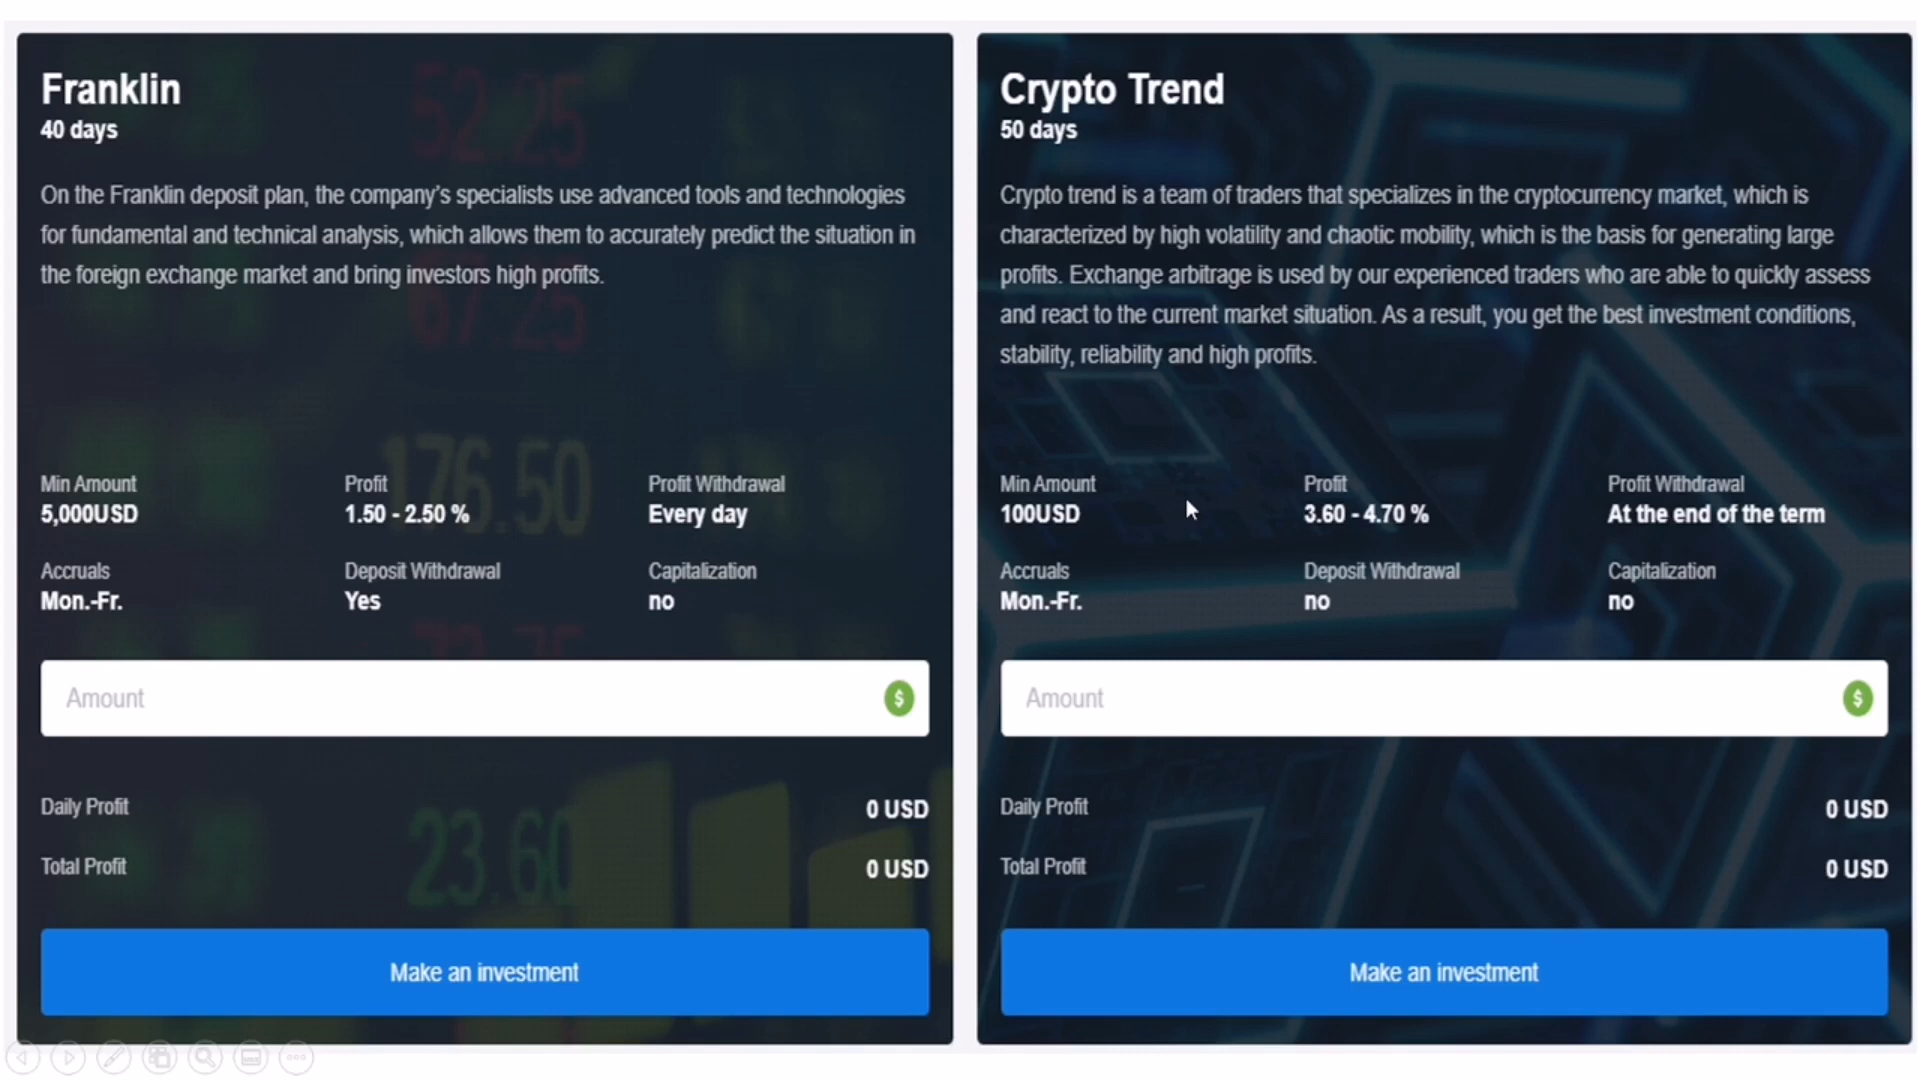 Franklin
40 days
On the Franklin deposit plan, the company's specialists use advanced tools and technologies
for fundamental and technical analysis, which allows them to accurately predict the situation in
the foreign exchange market and bring investors high profits.
Min Amount
5,000USD
Profit
1.50 - 2.50 %
Profit Withdrawal
Every day
Accruals
Mon.-Fr.
Deposit Withdrawal
Yes
Capitalization
no
Amount
$
Daily Profit
0 USD
Total Profit
0 USD
Make an investment
52.25
67.25
176.50
23.60
Crypto Trend
50 days
Crypto trend is a team of traders that specializes in the cryptocurrency market, which is
characterized by high volatility and chaotic mobility, which is the basis for generating large
profits. Exchange arbitrage is used by our experienced traders who are able to quickly assess
and react to the current market situation. As a result, you get the best investment conditions,
stability, reliability and high profits.
Min Amount
100USD
Profit
3.60 - 4.70 %
Profit Withdrawal
At the end of the term
Accruals
Mon.-Fr.
Deposit Withdrawal
no
Capitalization
no
Amount
$
Daily Profit
0 USD
Total Profit
0 USD
Make an investment